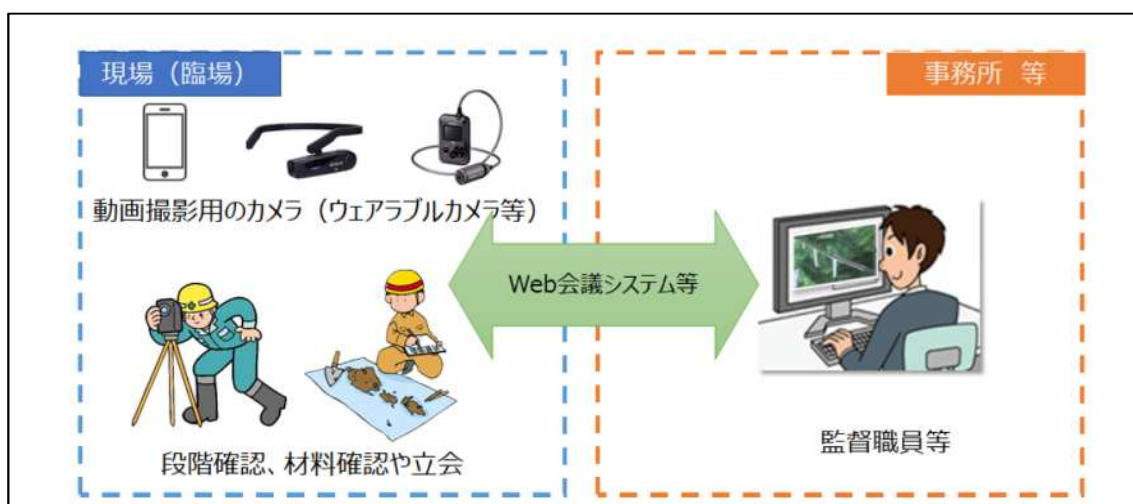 現場（臨場）
事務所 等
動画撮影用のカメラ（ウェアラブルカメラ等）
Web会議システム等
段階確認、材料確認や立会
監督職員等